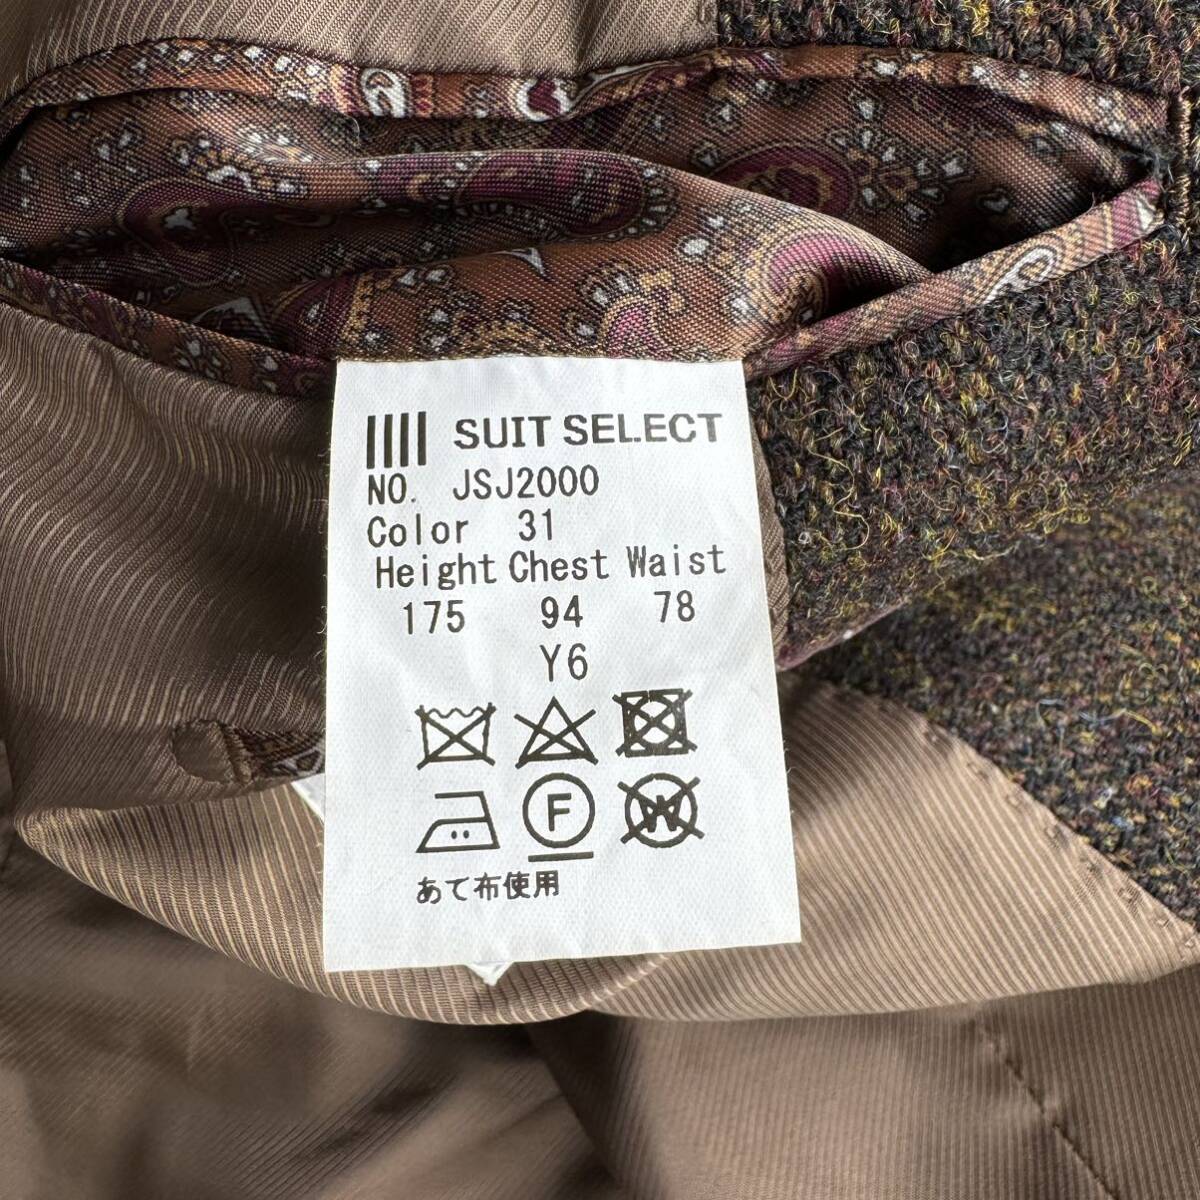 SUIT SELECT
NO. JSJ2000
Color 31
Height Chest Waist
175 94 78
Y6
F W
あて布使用